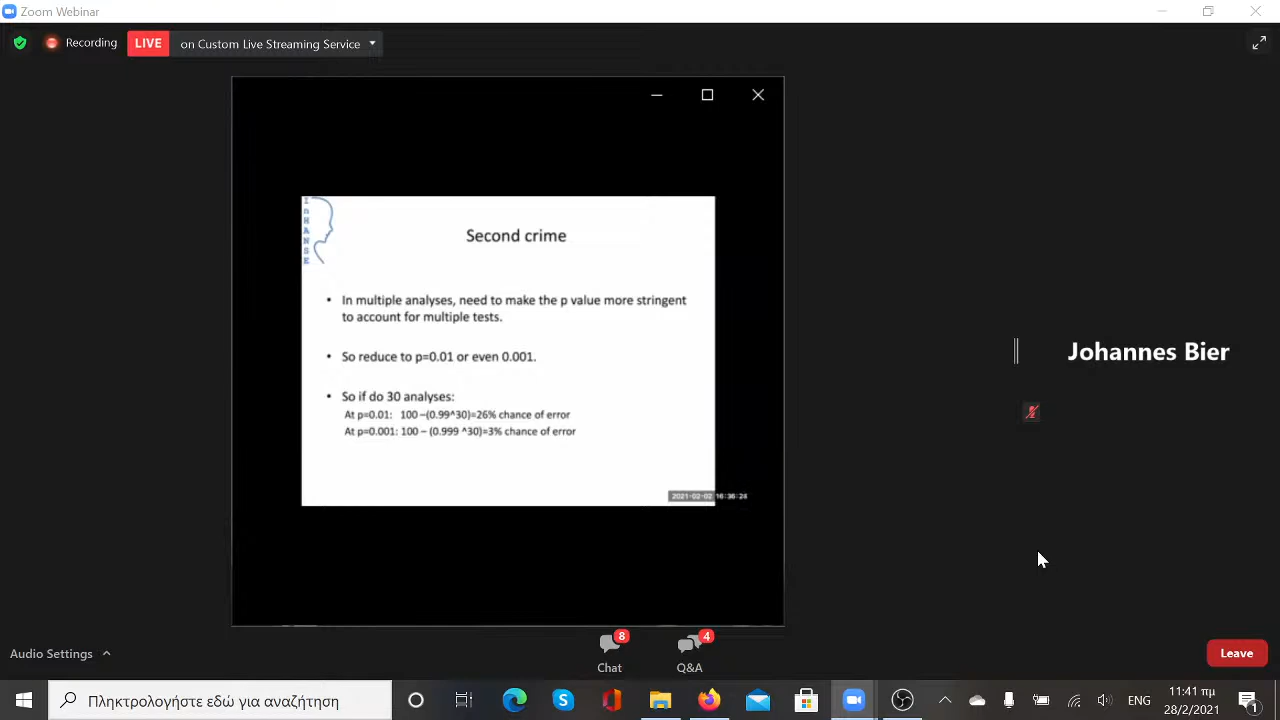 Zoom Webinar
Recording
LIVE
on Custom Live Streaming Service
InHANSE
Second crime
• In multiple analyses, need to make the p value more stringent
to account for multiple tests.
• So reduce to p=0.01 or even 0.001.
• So if do 30 analyses:
At p=0.01: 100 –(0.99^30)=26% chance of error
At p=0.001: 100 – (0.999 ^30)=3% chance of error
2021-02-02 16:36:24
Johannes Bier
Audio Settings
8
Chat
4
Q&A
Leave
Πληκτρολογήστε εδώ για αναζήτηση
ENG
11:41 πμ
28/2/2021
1